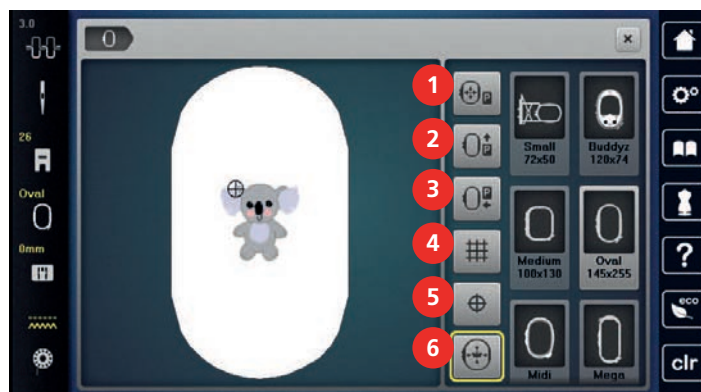 3.0
26
Oval
0mm
1
2
3
4
5
6
P
P
P
Small
72x50
Buddyz
120x74
Medium
100x130
Oval
145x255
Midi
Mega
?
eco
clr